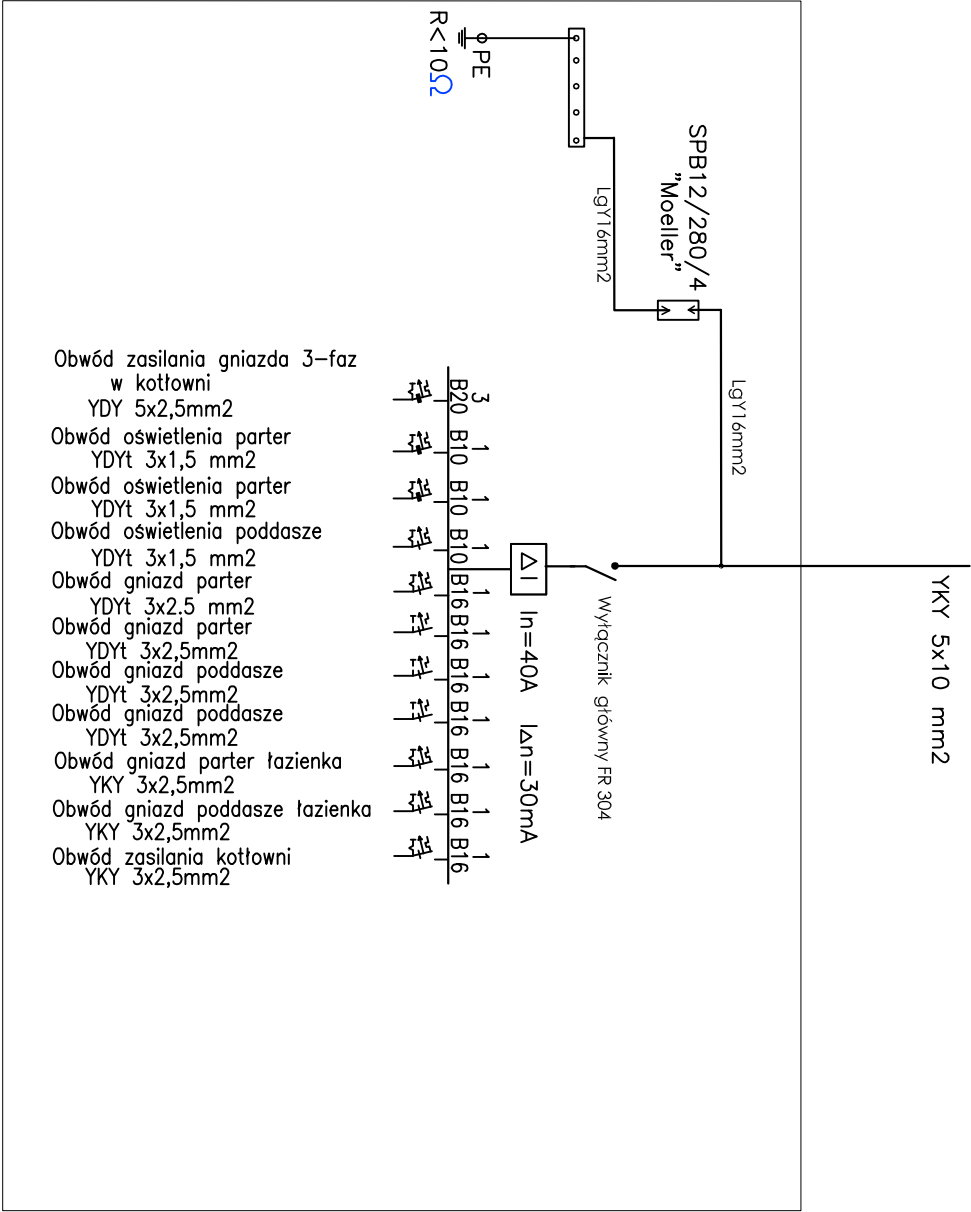 R<10Ω
PE
SPB12/280/4
"Moeller"
LgY16mm2
LgY16mm2
YKY 5x10 mm2
Wyłącznik główny FR 304
ΔI
In=40A IΔn=30mA
3
B20
1
B10
1
B10
1
B10
1
B16
1
B16
1
B16
1
B16
1
B16
1
B16
1
B16
Obwód zasilania gniazda 3-faz
w kotłowni
YDY 5x2,5mm2
Obwód oświetlenia parter
YDYt 3x1,5 mm2
Obwód oświetlenia parter
YDYt 3x1,5 mm2
Obwód oświetlenia poddasze
YDYt 3x1,5 mm2
Obwód gniazd parter
YDYt 3x2.5 mm2
Obwód gniazd parter
YDYt 3x2,5mm2
Obwód gniazd poddasze
YDYt 3x2,5mm2
Obwód gniazd poddasze
YDYt 3x2,5mm2
Obwód gniazd parter łazienka
YKY 3x2,5mm2
Obwód gniazd poddasze łazienka
YKY 3x2,5mm2
Obwód zasilania kotłowni
YKY 3x2,5mm2